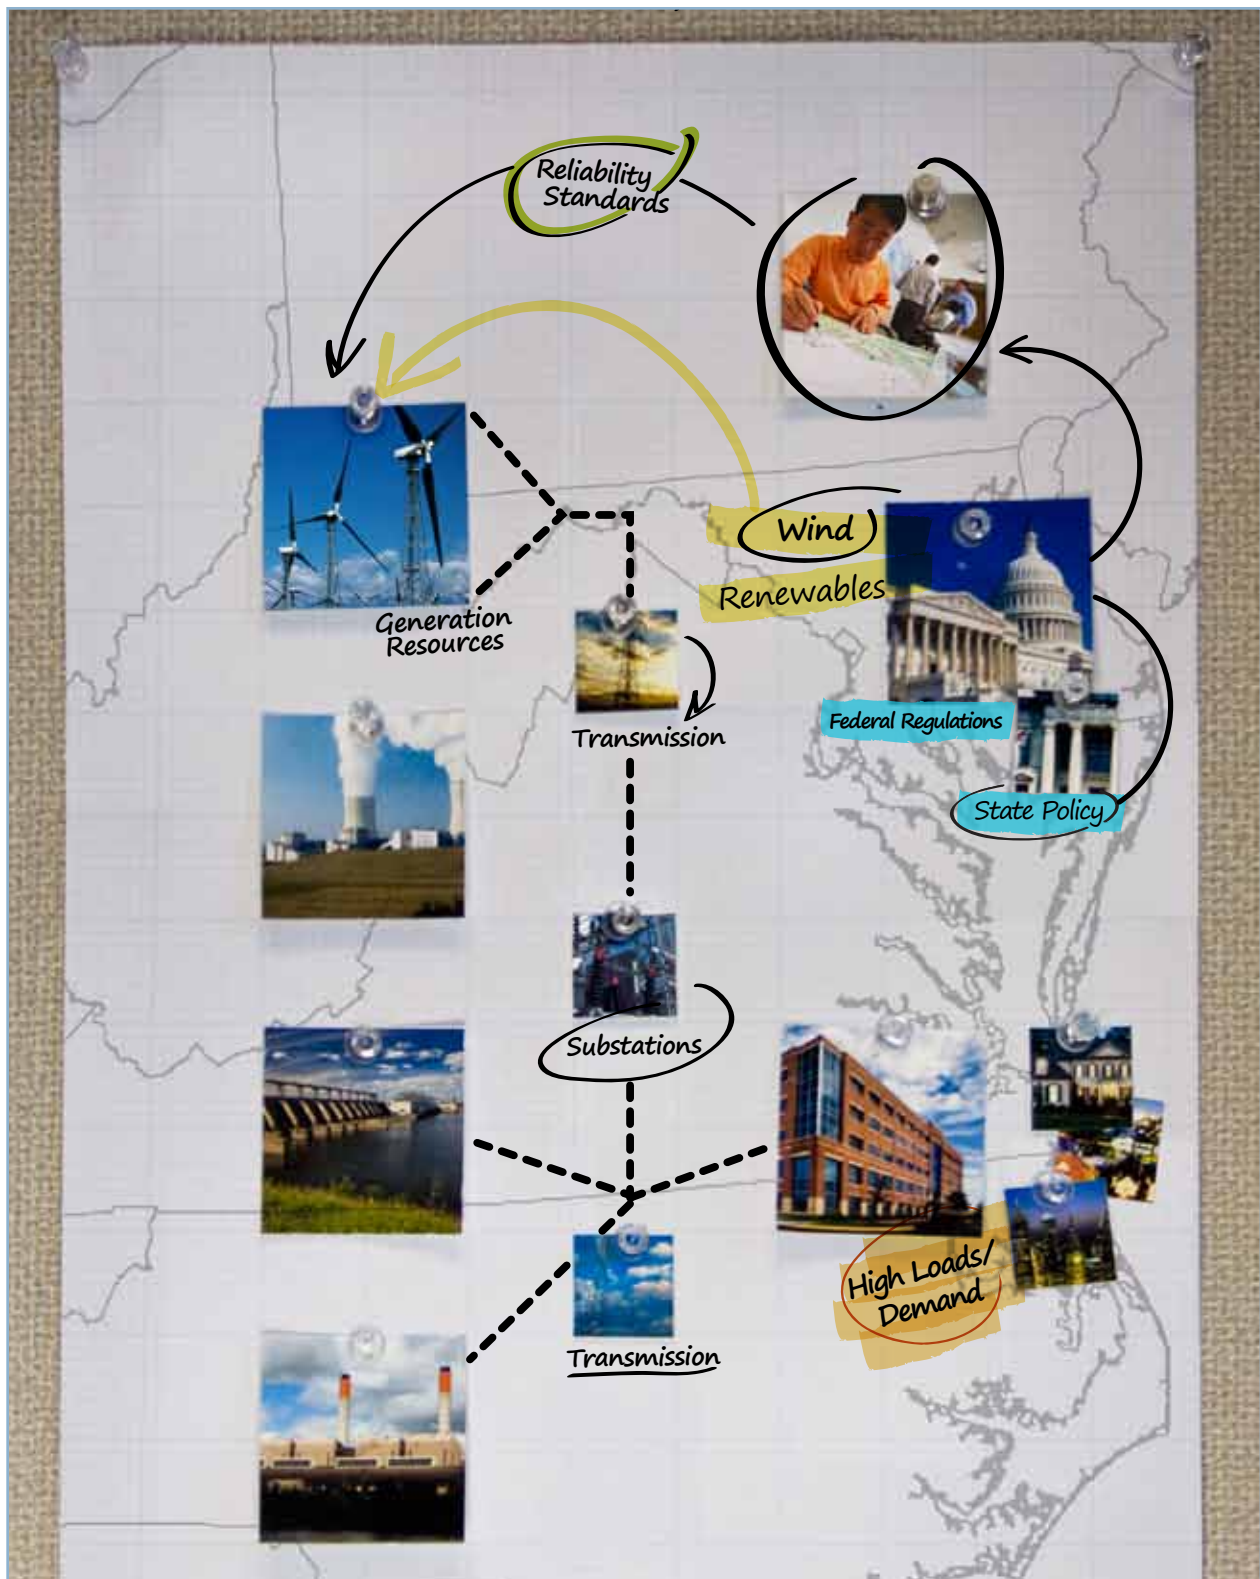 Reliability
Standards
Wind
Renewables
Generation
Resources
Federal Regulations
Transmission
State Policy
Substations
High Loads/
Demand
Transmission